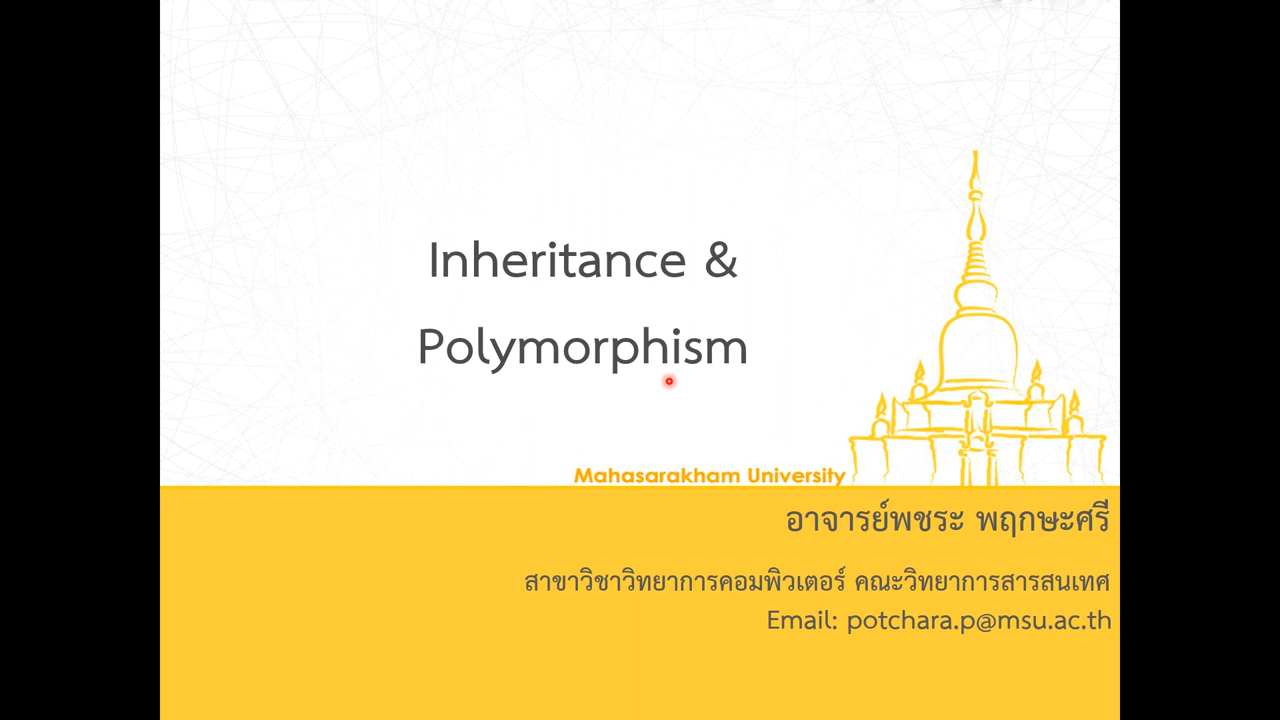 Inheritance &
Polymorphism
Mahasarakham University
อาจารย์พชระ พฤกษะศรี
สาขาวิชาวิทยาการคอมพิวเตอร์ คณะวิทยาการสารสนเทศ
Email: potchara.p@msu.ac.th